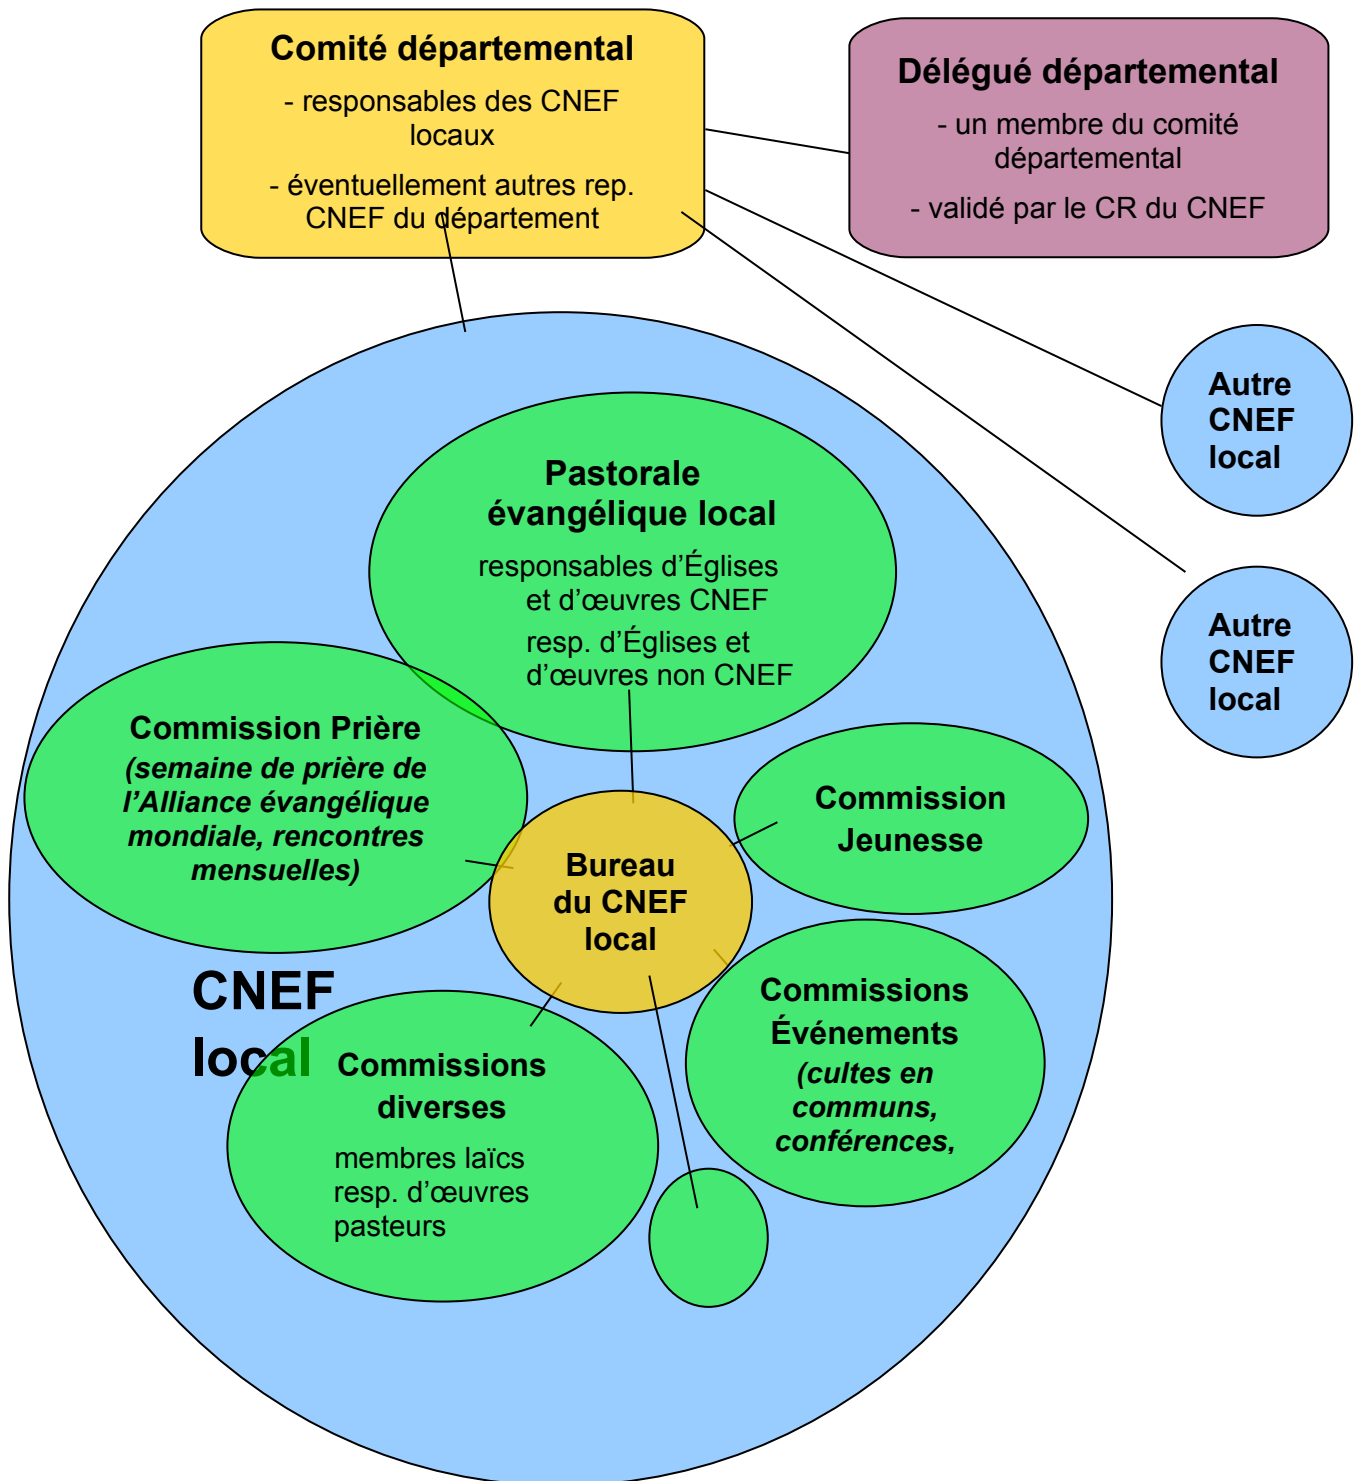 Comité départemental
- responsables des CNEF
locaux
- éventuellement autres rep.
CNEF du département
Délégué départemental
- un membre du comité
départemental
- validé par le CR du CNEF
Autre
CNEF
local
Autre
CNEF
local
Pastorale
évangélique local
responsables d’Églises
et d’œuvres CNEF
resp. d’Églises et
d’œuvres non CNEF
Commission Prière
(semaine de prière de
l’Alliance évangélique
mondiale, rencontres
mensuelles)
Commission
Jeunesse
Bureau
du CNEF
local
CNEF
local
Commissions
Événements
(cultes en
communs,
conférences,
Commissions
diverses
membres laïcs
resp. d’œuvres
pasteurs